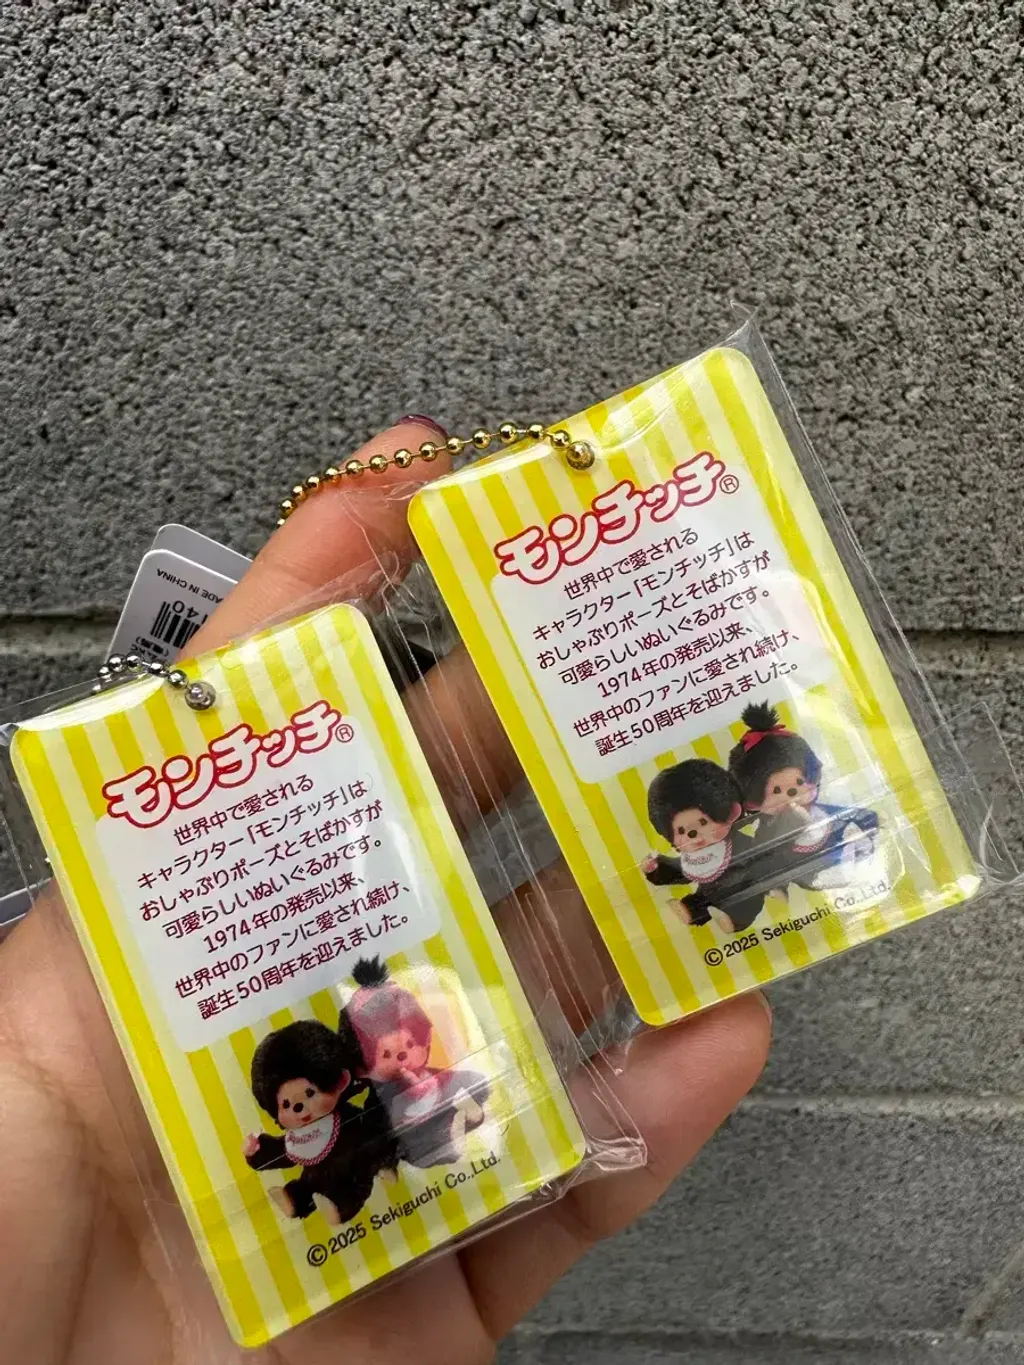 MADE IN CHINA
モンチッチ®
世界中で愛される
キャラクター「モンチッチ」は
おしゃぶりポーズとそばかすが
可愛らしいぬいぐるみです。
1974年の発売以来、
世界中のファンに愛され続け、
誕生50周年を迎えました。
©2025 Sekiguchi Co.,Ltd.
モンチッチ®
世界中で愛される
キャラクター「モンチッチ」は
おしゃぶりポーズとそばかすが
可愛らしいぬいぐるみです。
1974年の発売以来、
世界中のファンに愛され続け、
誕生50周年を迎えました。
©2025 Sekiguchi Co.,Ltd.